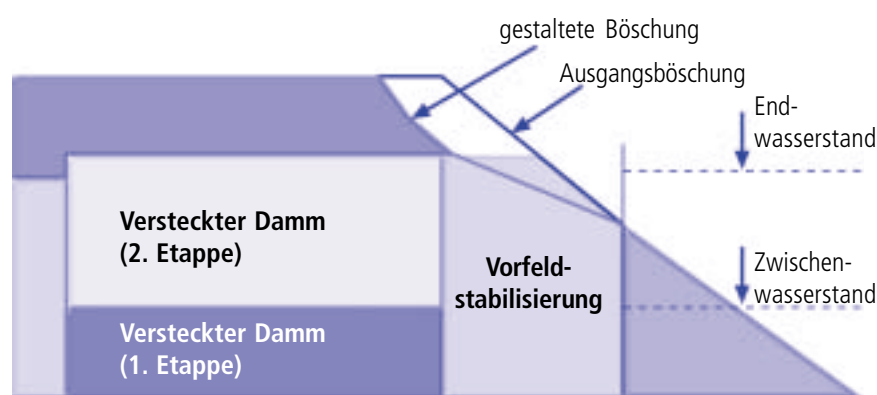 gestaltete Böschung
Ausgangsböschung
End-
wasserstand
Versteckter Damm
(2. Etappe)
Vorfeld-
stabilisierung
Zwischen-
wasserstand
Versteckter Damm
(1. Etappe)